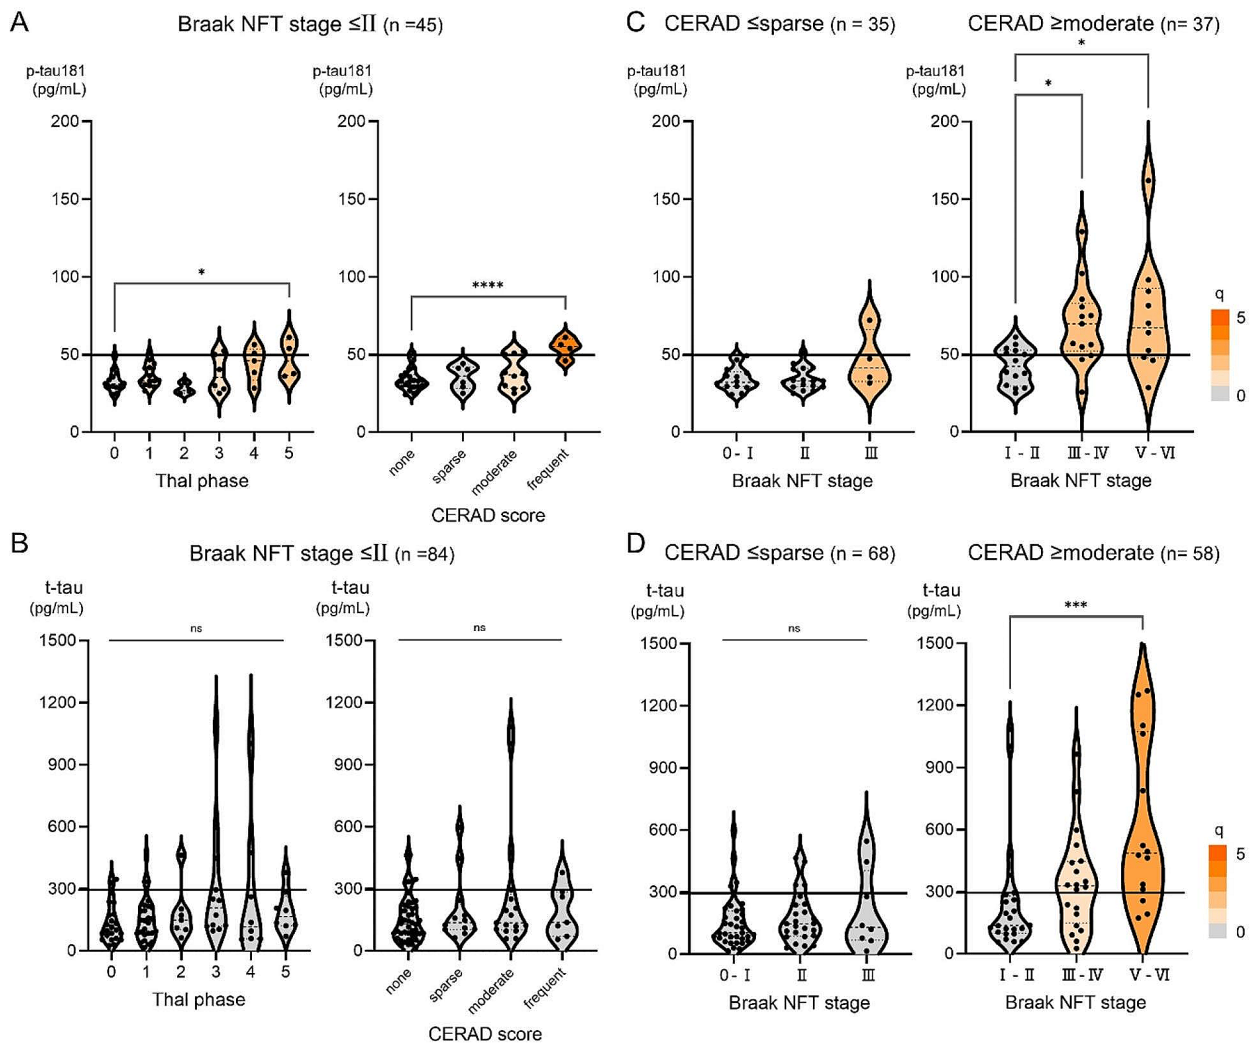 A
Braak NFT stage ≤Ⅱ (n =45)
p-tau181
(pg/mL)
200
150
100
50
0
*
0 1 2 3 4 5
Thal phase
p-tau181
(pg/mL)
200
150
100
50
0
****
none sparse moderate frequent
CERAD score
C
CERAD ≤sparse (n = 35)
p-tau181
(pg/mL)
200
150
100
50
0
0 - Ⅰ Ⅱ Ⅲ
Braak NFT stage
CERAD ≥moderate (n= 37)
p-tau181
(pg/mL)
200
150
100
50
0
*
*
Ⅰ - Ⅱ Ⅲ - Ⅳ Ⅴ - Ⅵ
Braak NFT stage
q
5
0
B
Braak NFT stage ≤Ⅱ (n =84)
t-tau
(pg/mL)
1500
1200
900
600
300
0
ns
0 1 2 3 4 5
Thal phase
t-tau
(pg/mL)
1500
1200
900
600
300
0
ns
none sparse moderate frequent
CERAD score
D
CERAD ≤sparse (n = 68)
t-tau
(pg/mL)
1500
1200
900
600
300
0
ns
0 - Ⅰ Ⅱ Ⅲ
Braak NFT stage
CERAD ≥moderate (n= 58)
t-tau
(pg/mL)
1500
1200
900
600
300
0
***
Ⅰ - Ⅱ Ⅲ - Ⅳ Ⅴ - Ⅵ
Braak NFT stage
q
5
0